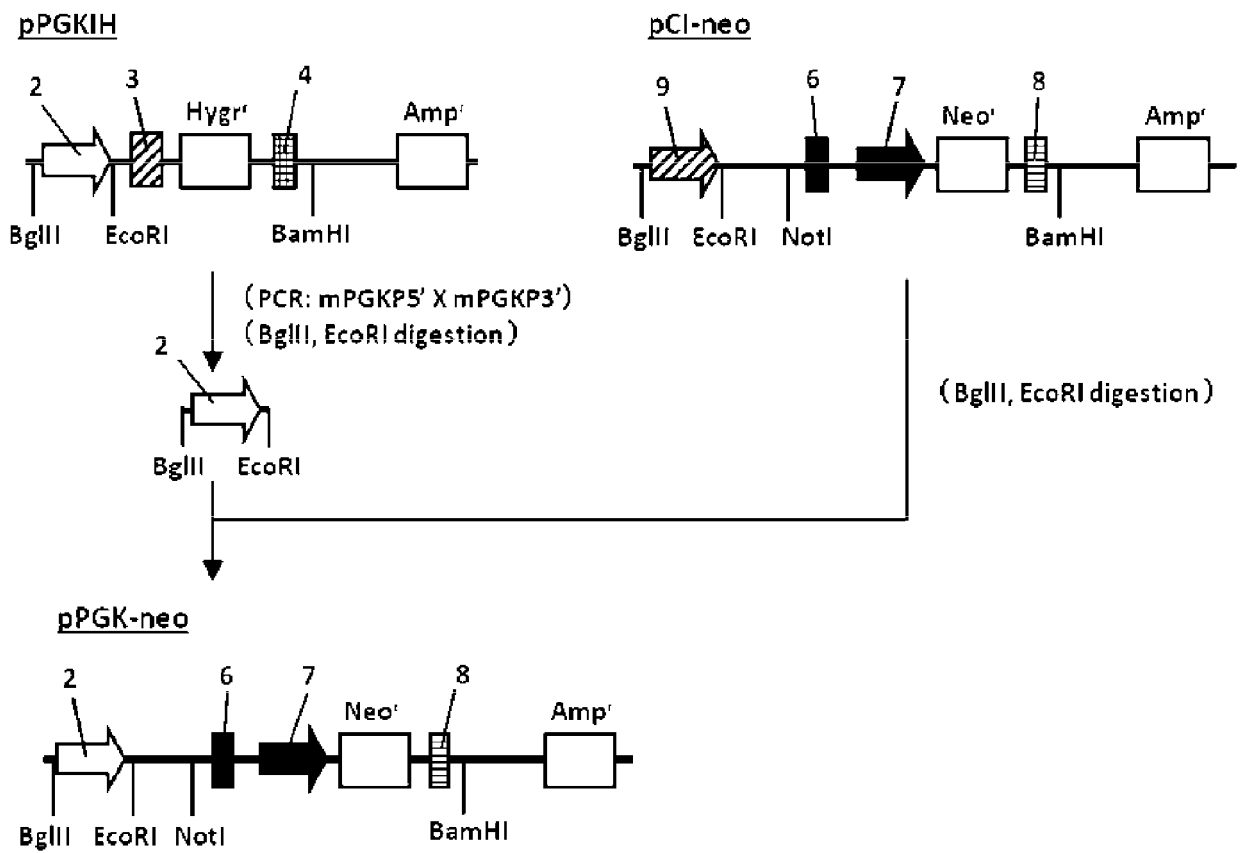 pPGKIH
2
3
Hygrʳ
4
Ampʳ
BglII
EcoRI
BamHI
pCI-neo
9
6
7
Neoʳ
8
Ampʳ
BglII
EcoRI
NotI
BamHI
(PCR: mPGKP5' X mPGKP3')
(BglII, EcoRI digestion)
2
BglII
EcoRI
(BglII, EcoRI digestion)
pPGK-neo
2
6
7
Neoʳ
8
Ampʳ
BglII
EcoRI
NotI
BamHI